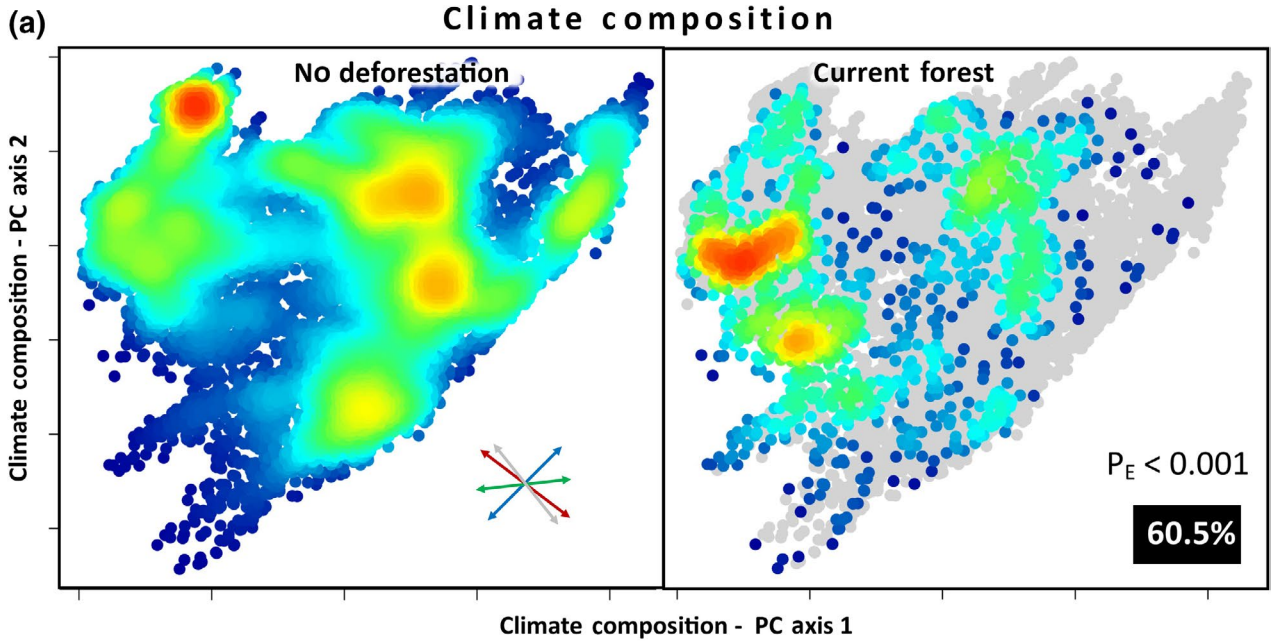 (a)
Climate composition
No deforestation
Current forest
Climate composition - PC axis 2
P_E < 0.001
60.5%
Climate composition - PC axis 1